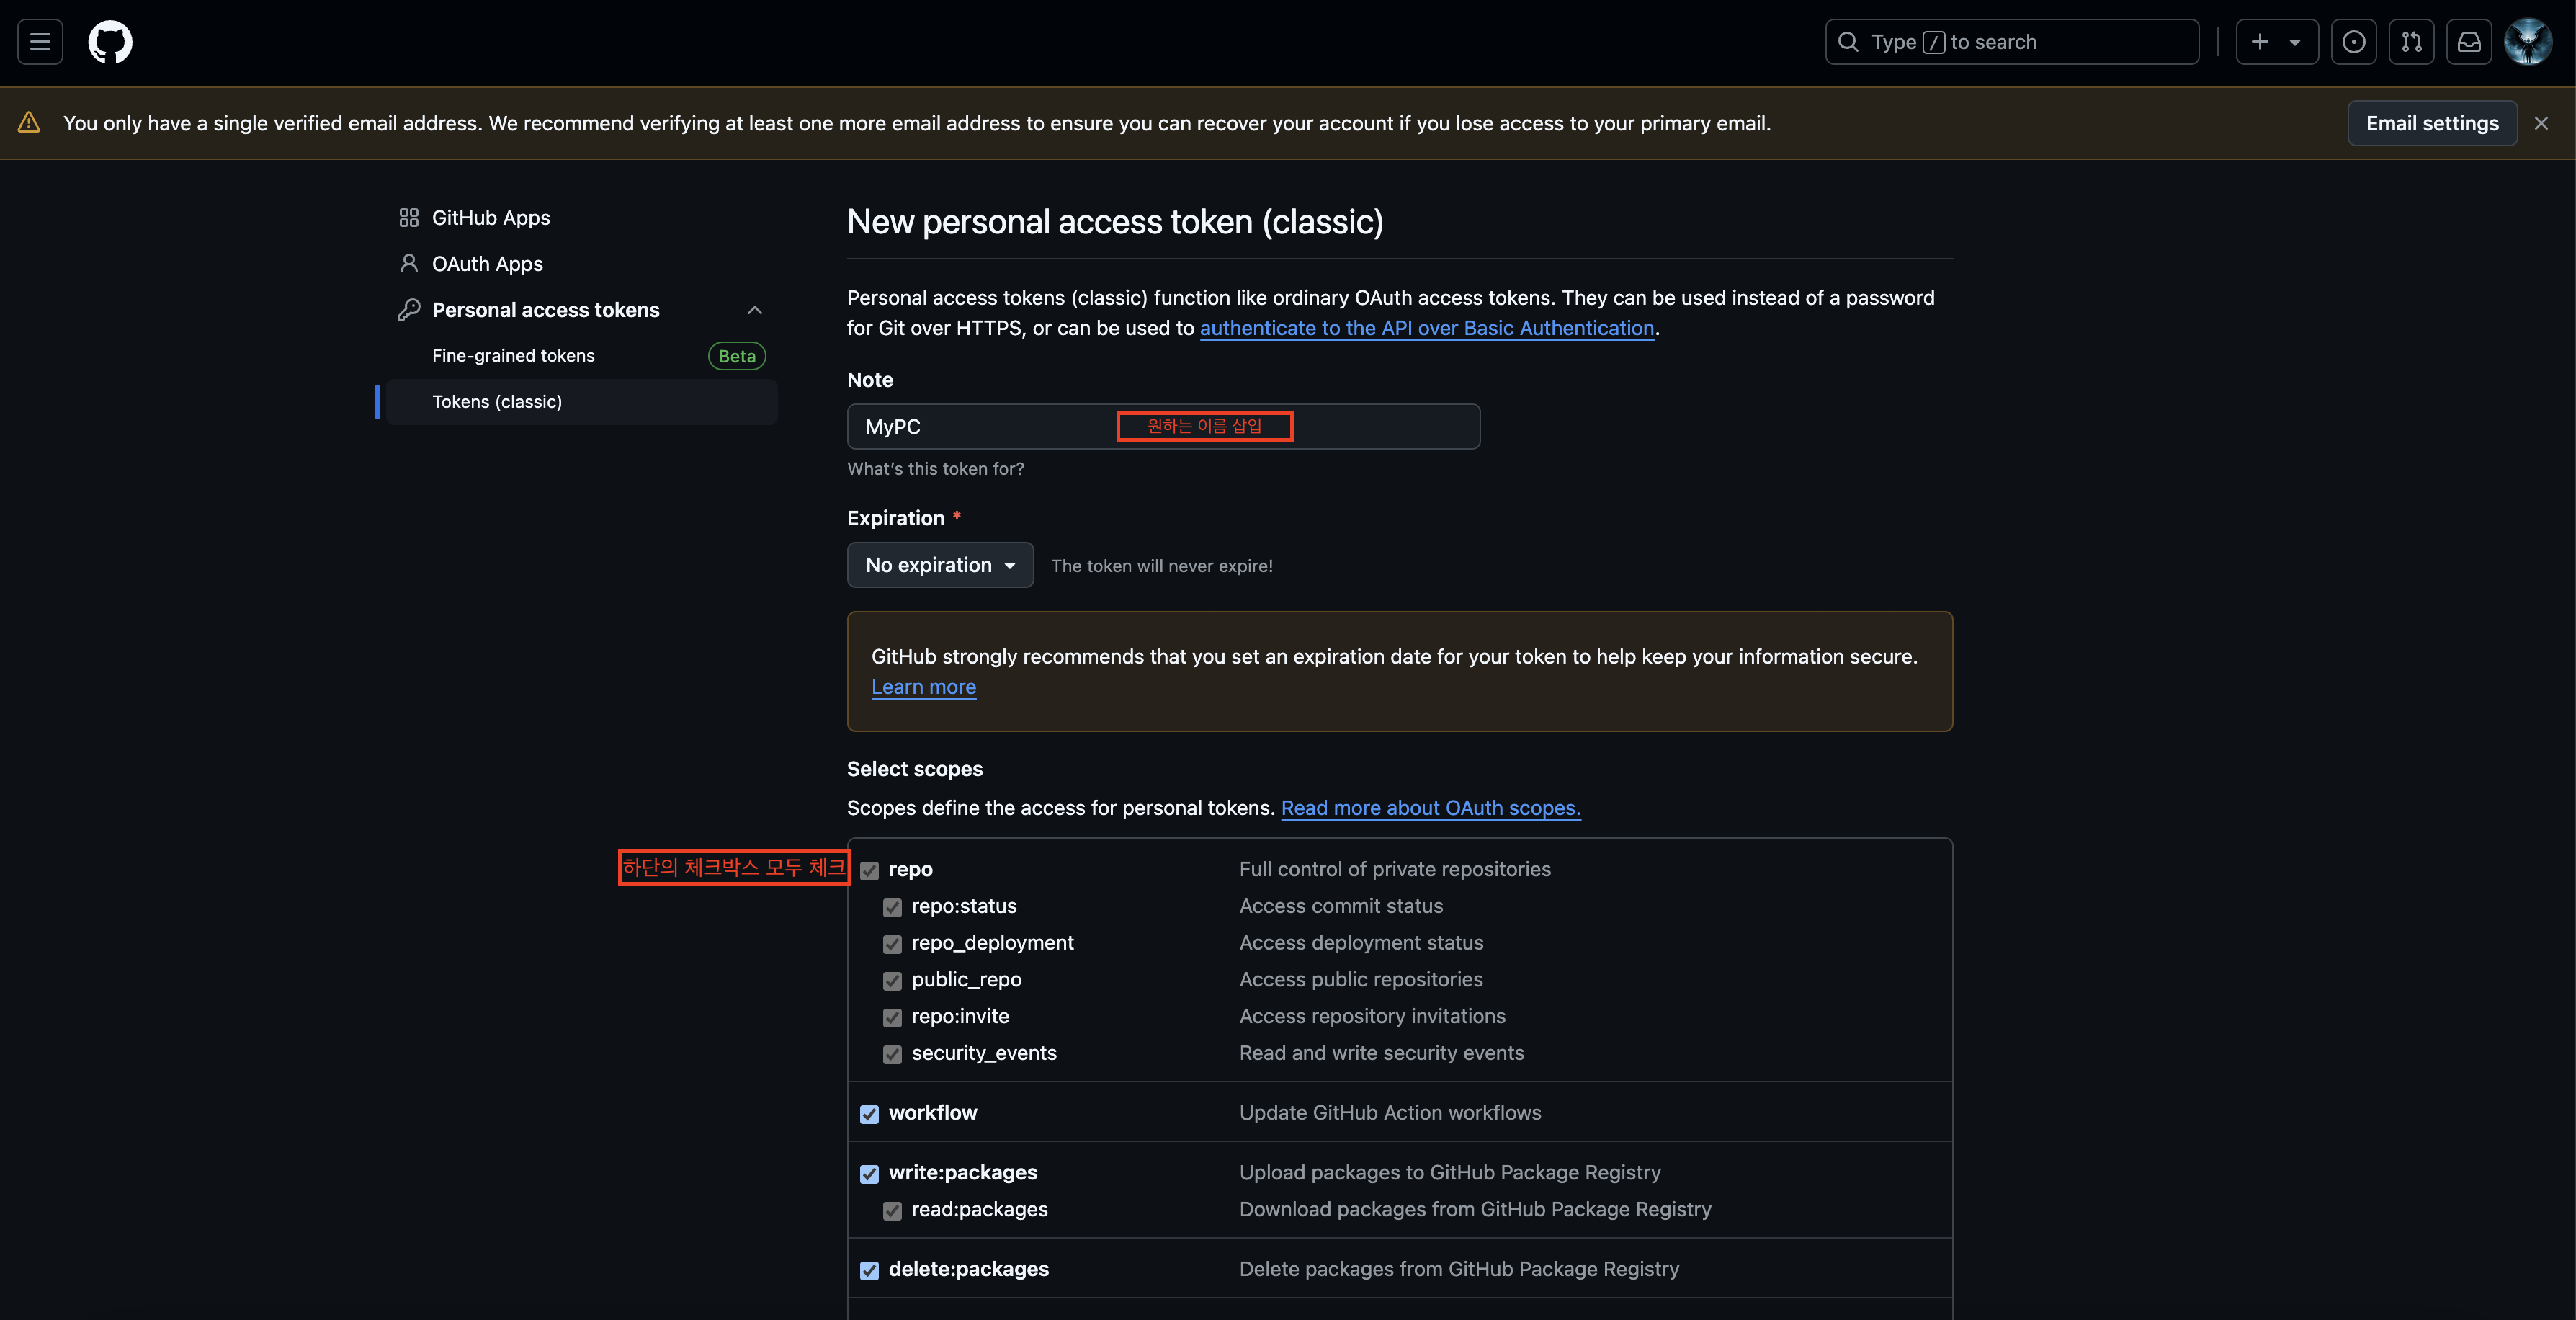 Type / to search
You only have a single verified email address. We recommend verifying at least one more email address to ensure you can recover your account if you lose access to your primary email.
Email settings
GitHub Apps
OAuth Apps
Personal access tokens
Fine-grained tokens
Beta
Tokens (classic)
New personal access token (classic)
Personal access tokens (classic) function like ordinary OAuth access tokens. They can be used instead of a password
for Git over HTTPS, or can be used to authenticate to the API over Basic Authentication.
Note
MyPC
원하는 이름 삽입
What's this token for?
Expiration *
No expiration
The token will never expire!
GitHub strongly recommends that you set an expiration date for your token to help keep your information secure.
Learn more
Select scopes
Scopes define the access for personal tokens. Read more about OAuth scopes.
하단의 체크박스 모두 체크
repo
Full control of private repositories
repo:status
Access commit status
repo_deployment
Access deployment status
public_repo
Access public repositories
repo:invite
Access repository invitations
security_events
Read and write security events
workflow
Update GitHub Action workflows
write:packages
Upload packages to GitHub Package Registry
read:packages
Download packages from GitHub Package Registry
delete:packages
Delete packages from GitHub Package Registry